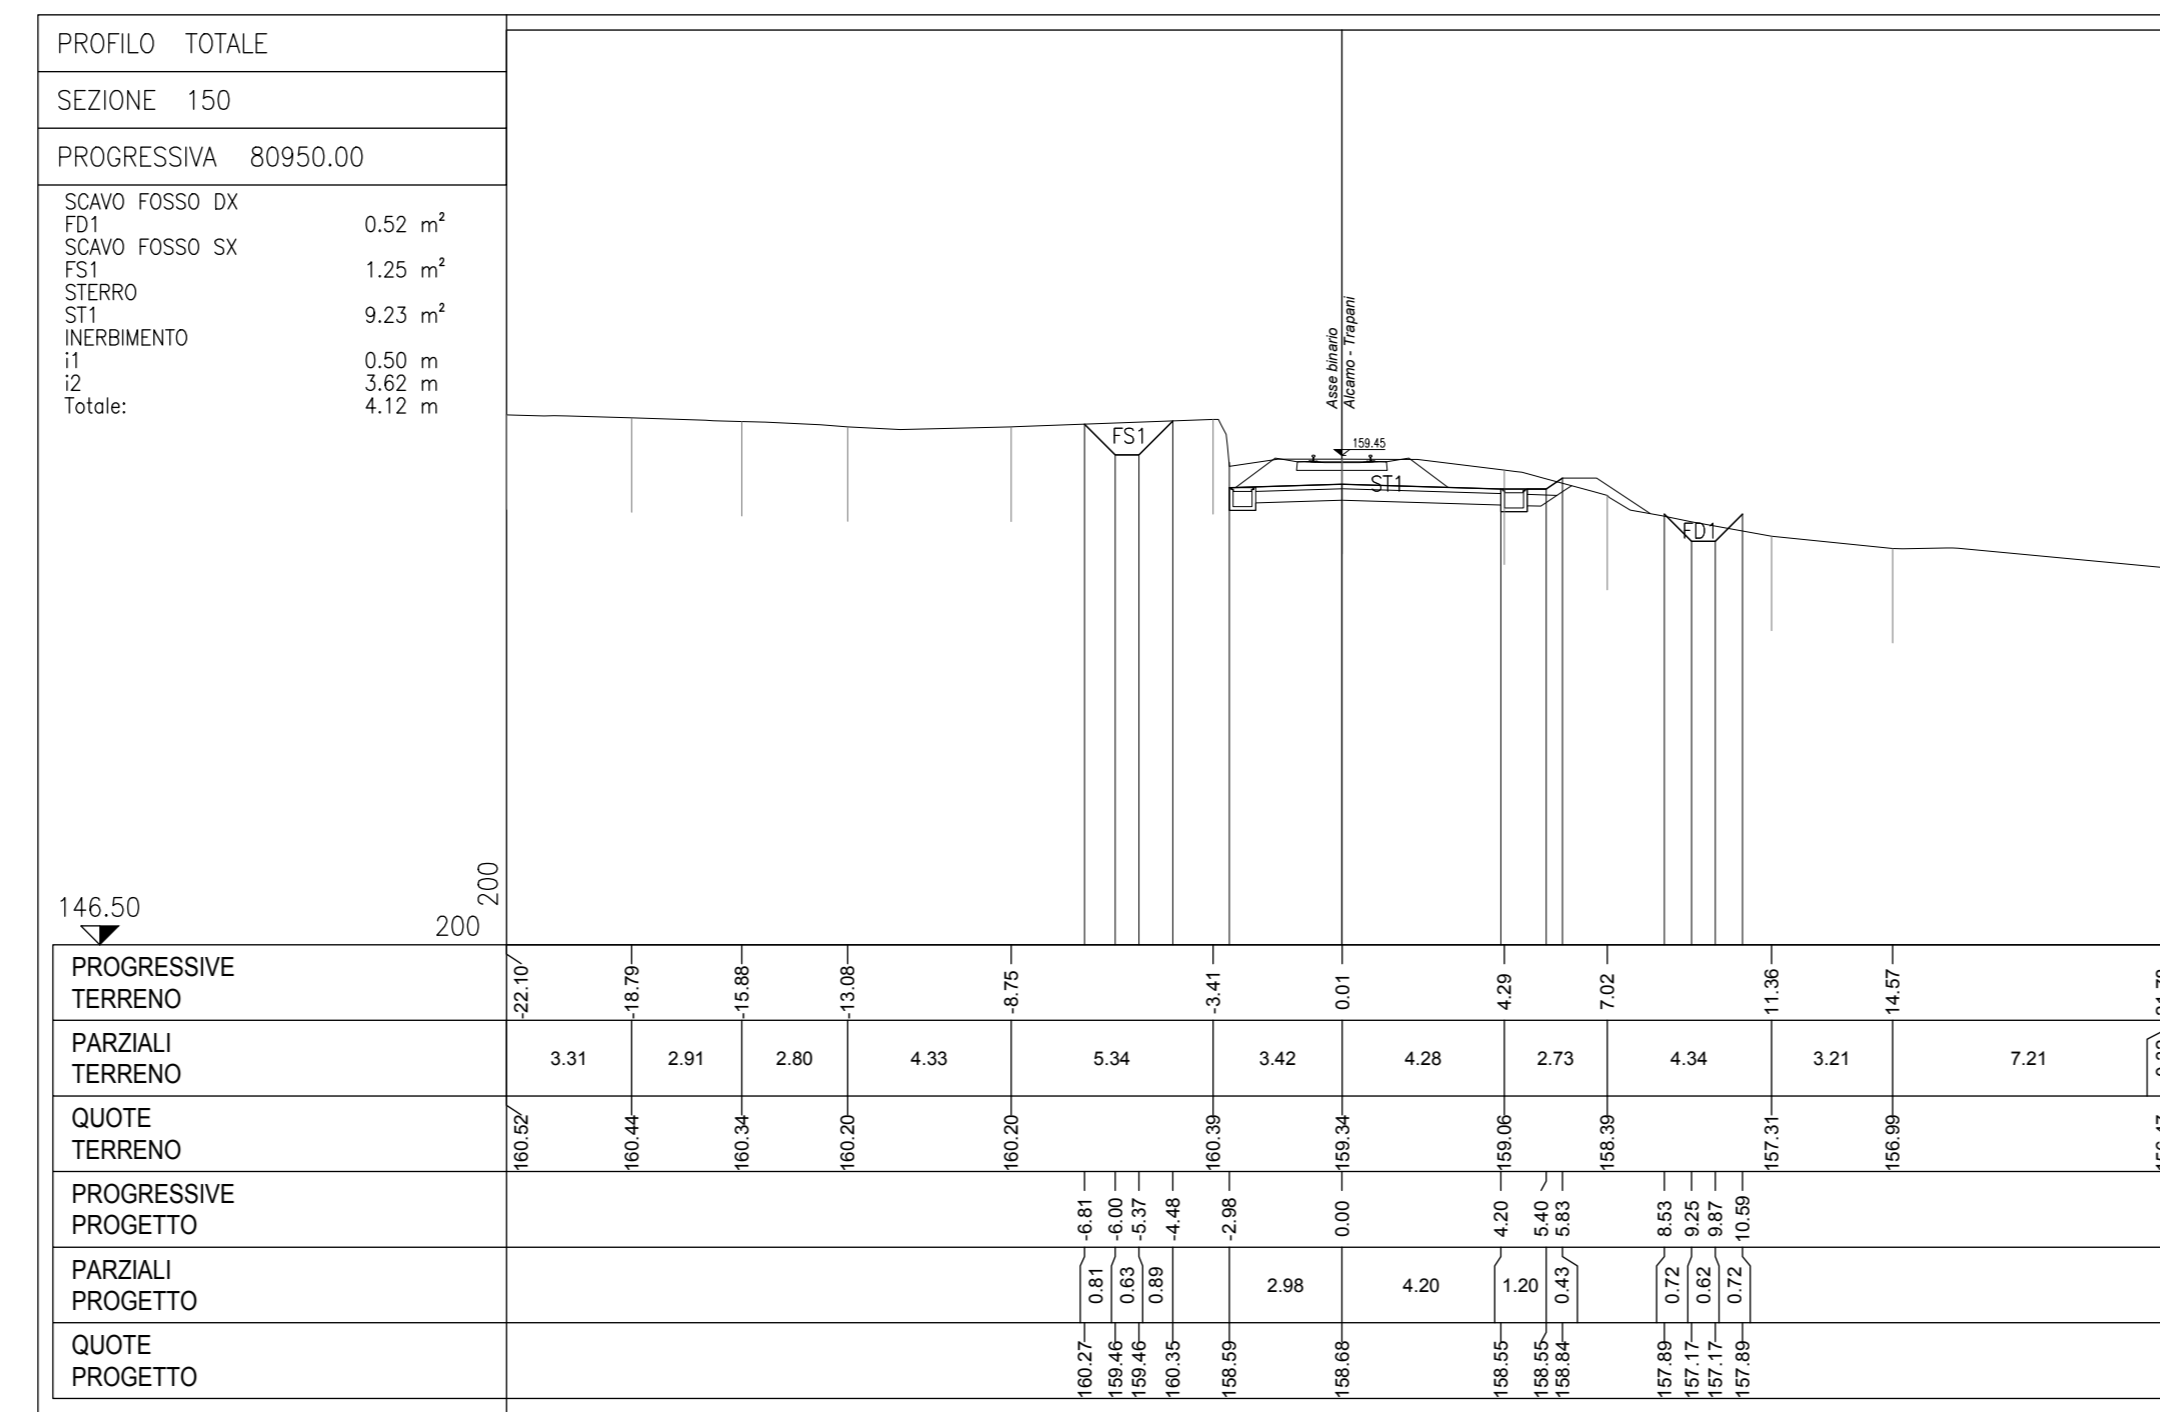 PROFILO TOTALE
SEZIONE 150
PROGRESSIVA 80950.00
SCAVO FOSSO DX
FD1 0.52 m²
SCAVO FOSSO SX
FS1 1.25 m²
STERRO
ST1 9.23 m²
INERBIMENTO
i1 0.50 m
i2 3.62 m
Totale: 4.12 m
Asse binario
Alcamo - Trapani
159.45
FS1
ST1
FD1
146.50
200
200
PROGRESSIVE
TERRENO
-22.10 -18.79 -15.88 -13.08 -8.75 -3.41 0.01 4.29 7.02 11.36 14.57
PARZIALI
TERRENO
3.31 2.91 2.80 4.33 5.34 3.42 4.28 2.73 4.34 3.21 7.21
QUOTE
TERRENO
160.52 160.44 160.34 160.20 160.20 160.39 159.34 159.06 158.39 157.31 156.99
PROGRESSIVE
PROGETTO
-6.81 -6.00 -5.37 -4.48 -2.98 0.00 4.20 5.40 5.83 8.53 9.25 9.87 10.59
PARZIALI
PROGETTO
0.81 0.63 0.89 2.98 4.20 1.20 0.43 0.72 0.62 0.72
QUOTE
PROGETTO
160.27 159.46 159.46 160.35 158.59 158.68 158.55 158.55 158.84 157.89 157.17 157.17 157.89